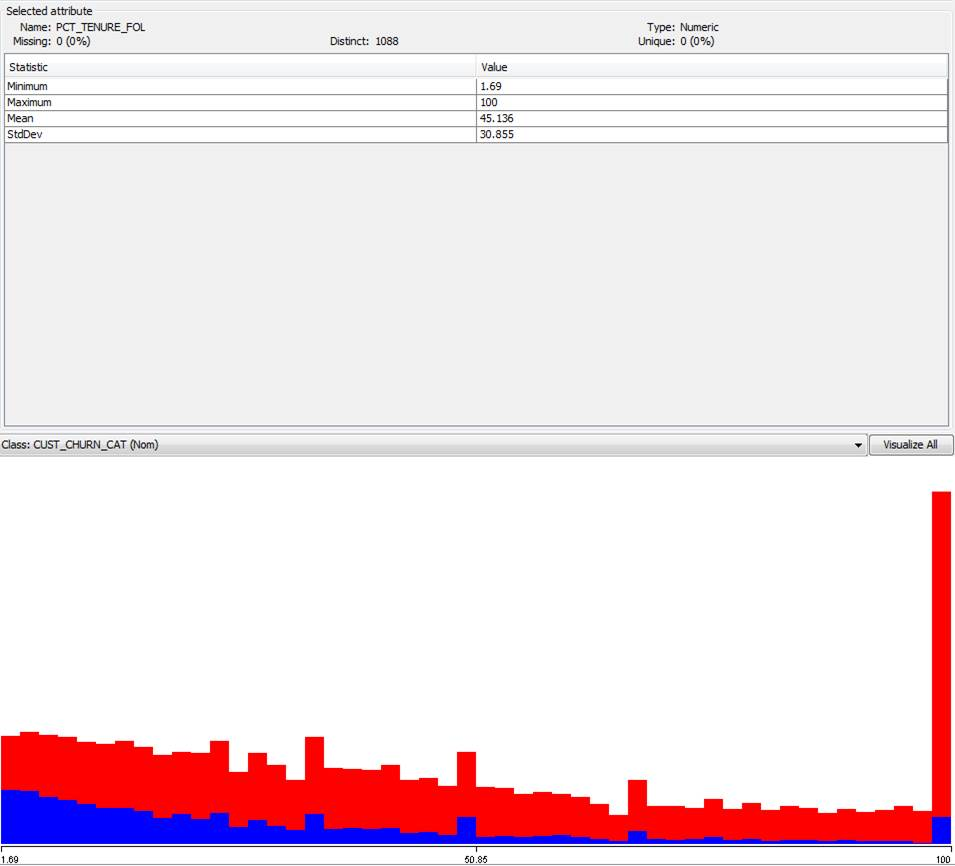 Selected attribute
Name: PCT_TENURE_FOL Type: Numeric
Missing: 0 (0%) Distinct: 1088 Unique: 0 (0%)
Statistic Value
Minimum 1.69
Maximum 100
Mean 45.136
StdDev 30.855
Class: CUST_CHURN_CAT (Nom) Visualize All
1.69 50.85 100